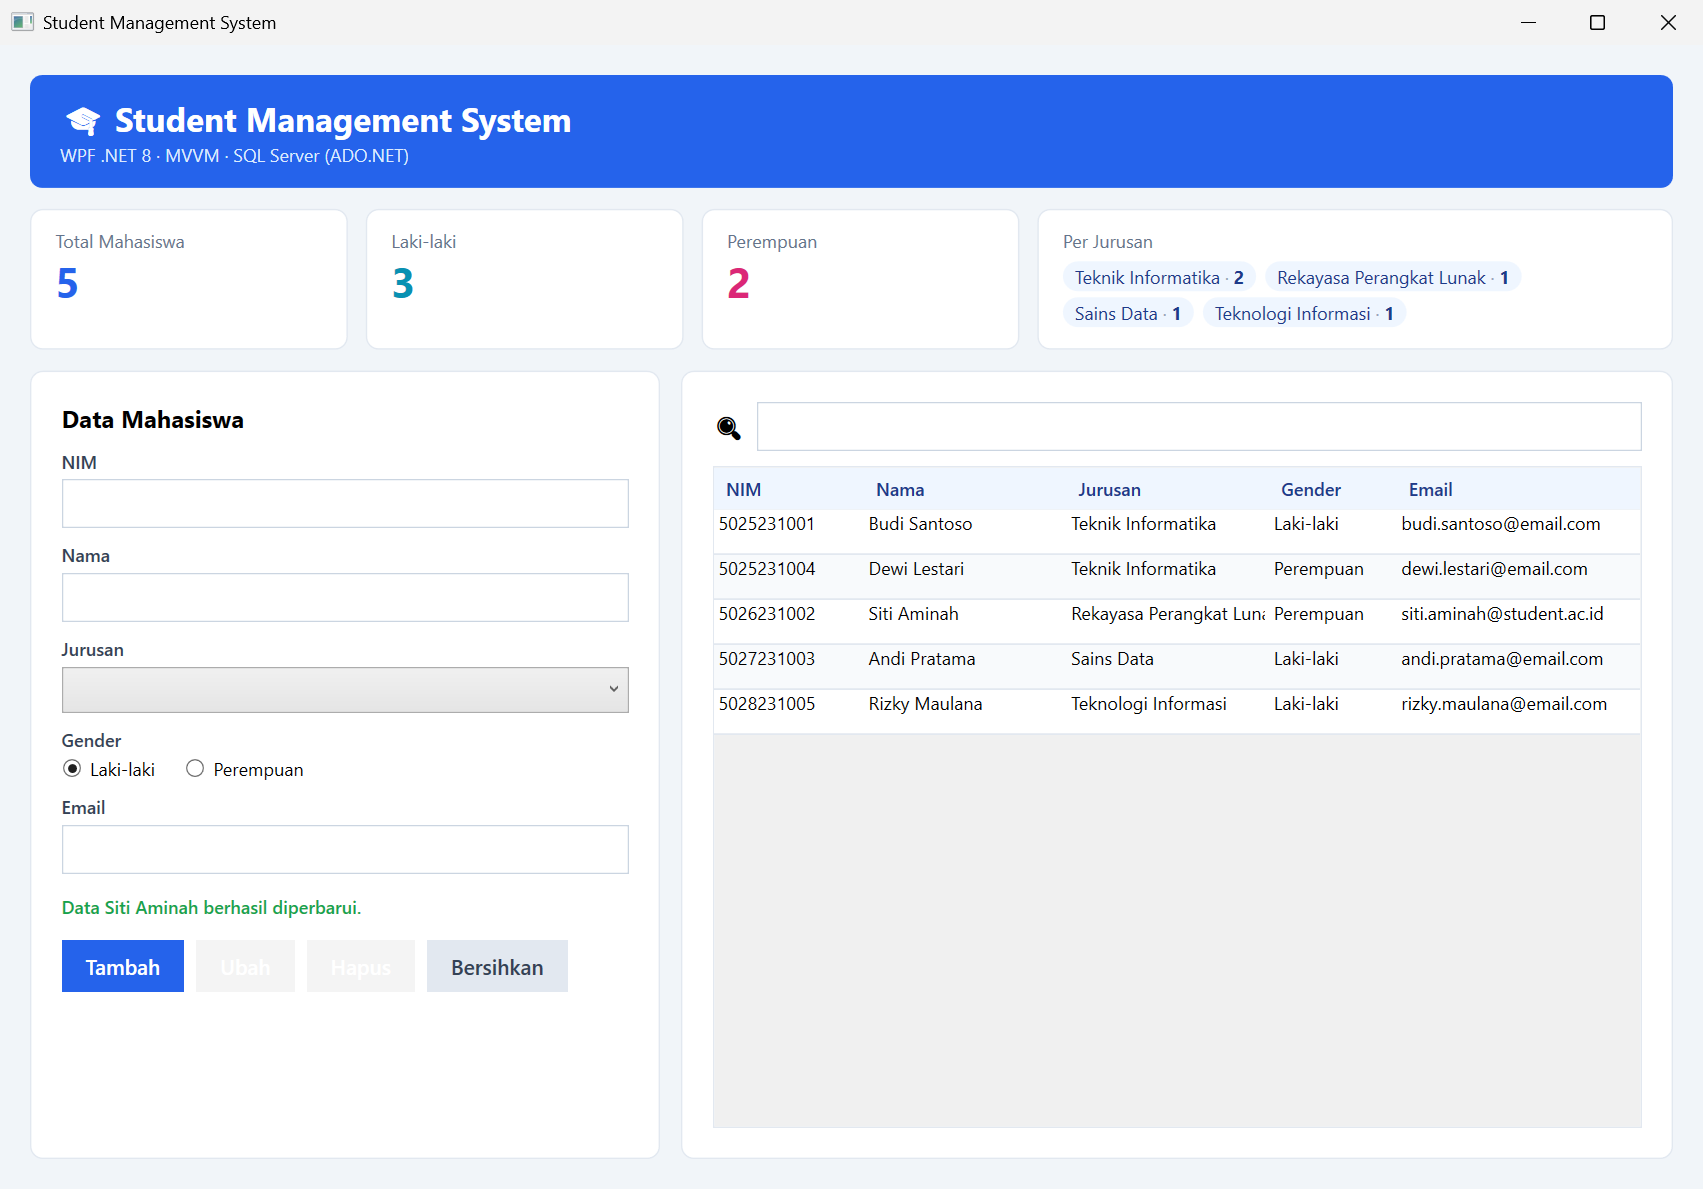 Student Management System
Student Management System
WPF .NET 8 · MVVM · SQL Server (ADO.NET)
Total Mahasiswa
5
Laki-laki
3
Perempuan
2
Per Jurusan
Teknik Informatika · 2
Rekayasa Perangkat Lunak · 1
Sains Data · 1
Teknologi Informasi · 1
Data Mahasiswa
NIM
Nama
Jurusan
Gender
Laki-laki Perempuan
Email
Data Siti Aminah berhasil diperbarui.
Tambah Ubah Hapus Bersihkan
NIM Nama Jurusan Gender Email
5025231001 Budi Santoso Teknik Informatika Laki-laki budi.santoso@email.com
5025231004 Dewi Lestari Teknik Informatika Perempuan dewi.lestari@email.com
5026231002 Siti Aminah Rekayasa Perangkat Luna Perempuan siti.aminah@student.ac.id
5027231003 Andi Pratama Sains Data Laki-laki andi.pratama@email.com
5028231005 Rizky Maulana Teknologi Informasi Laki-laki rizky.maulana@email.com